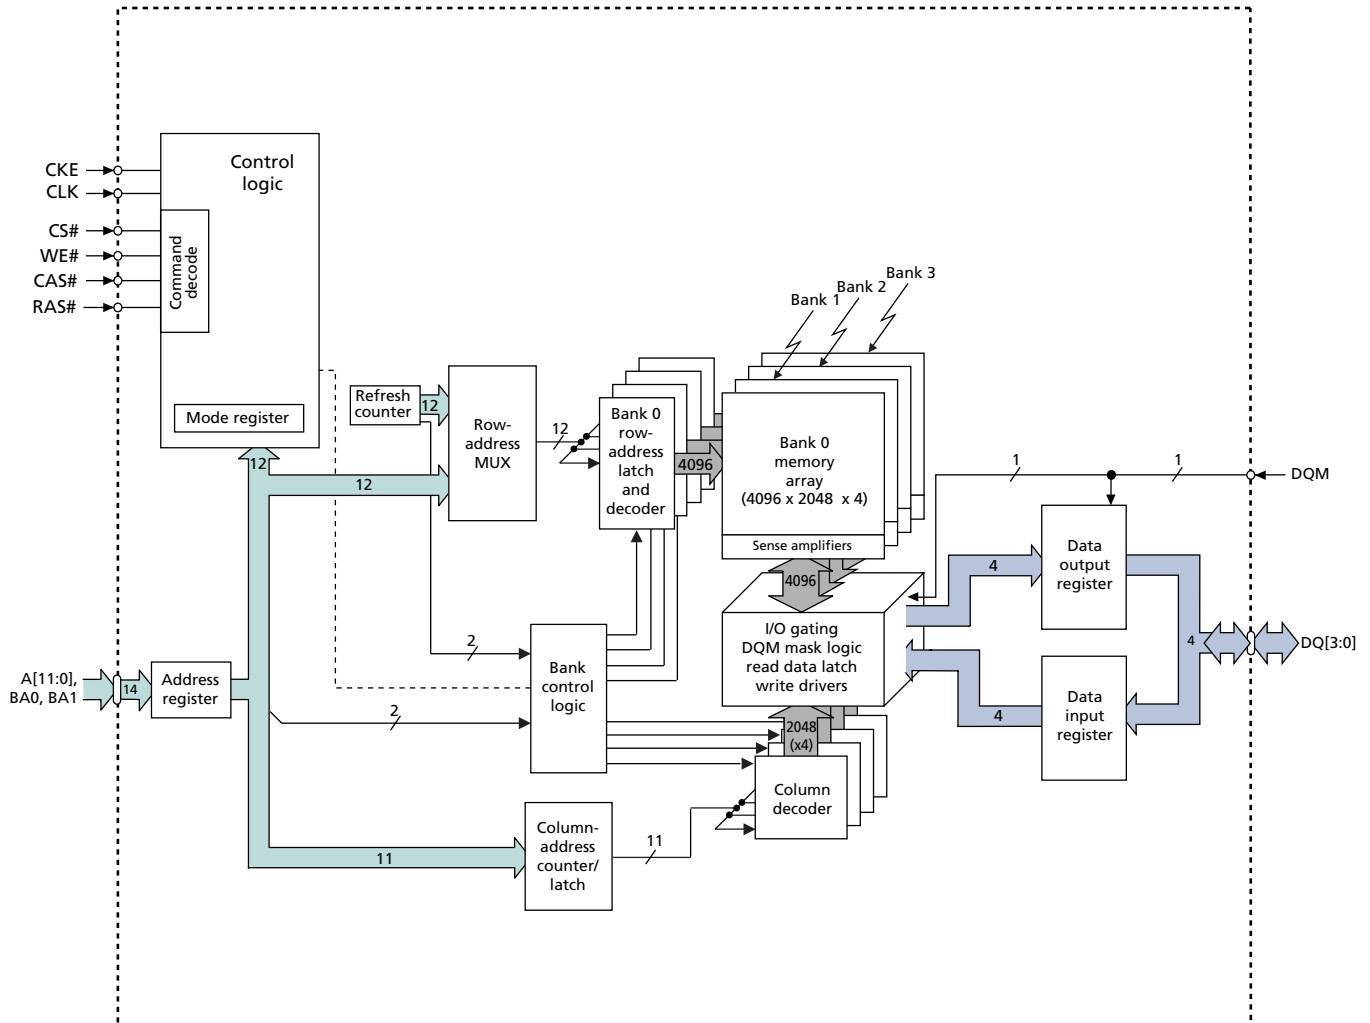 Control
logic
CKE
CLK
CS#
WE#
CAS#
RAS#
Command
decode
Mode register
12
Bank 3
Bank 2
Bank 1
Refresh
counter
12
Row-
address
MUX
12
12
Bank 0
row-
address
latch
and
decoder
4096
Bank 0
memory
array
(4096 x 2048 x 4)
Sense amplifiers
4096
1
1
DQM
Data
output
register
4
I/O gating
DQM mask logic
read data latch
write drivers
4
DQ[3:0]
Data
input
register
4
A[11:0],
BA0, BA1
14
Address
register
2
2
Bank
control
logic
2048
(x4)
Column
decoder
Column-
address
counter/
latch
11
11